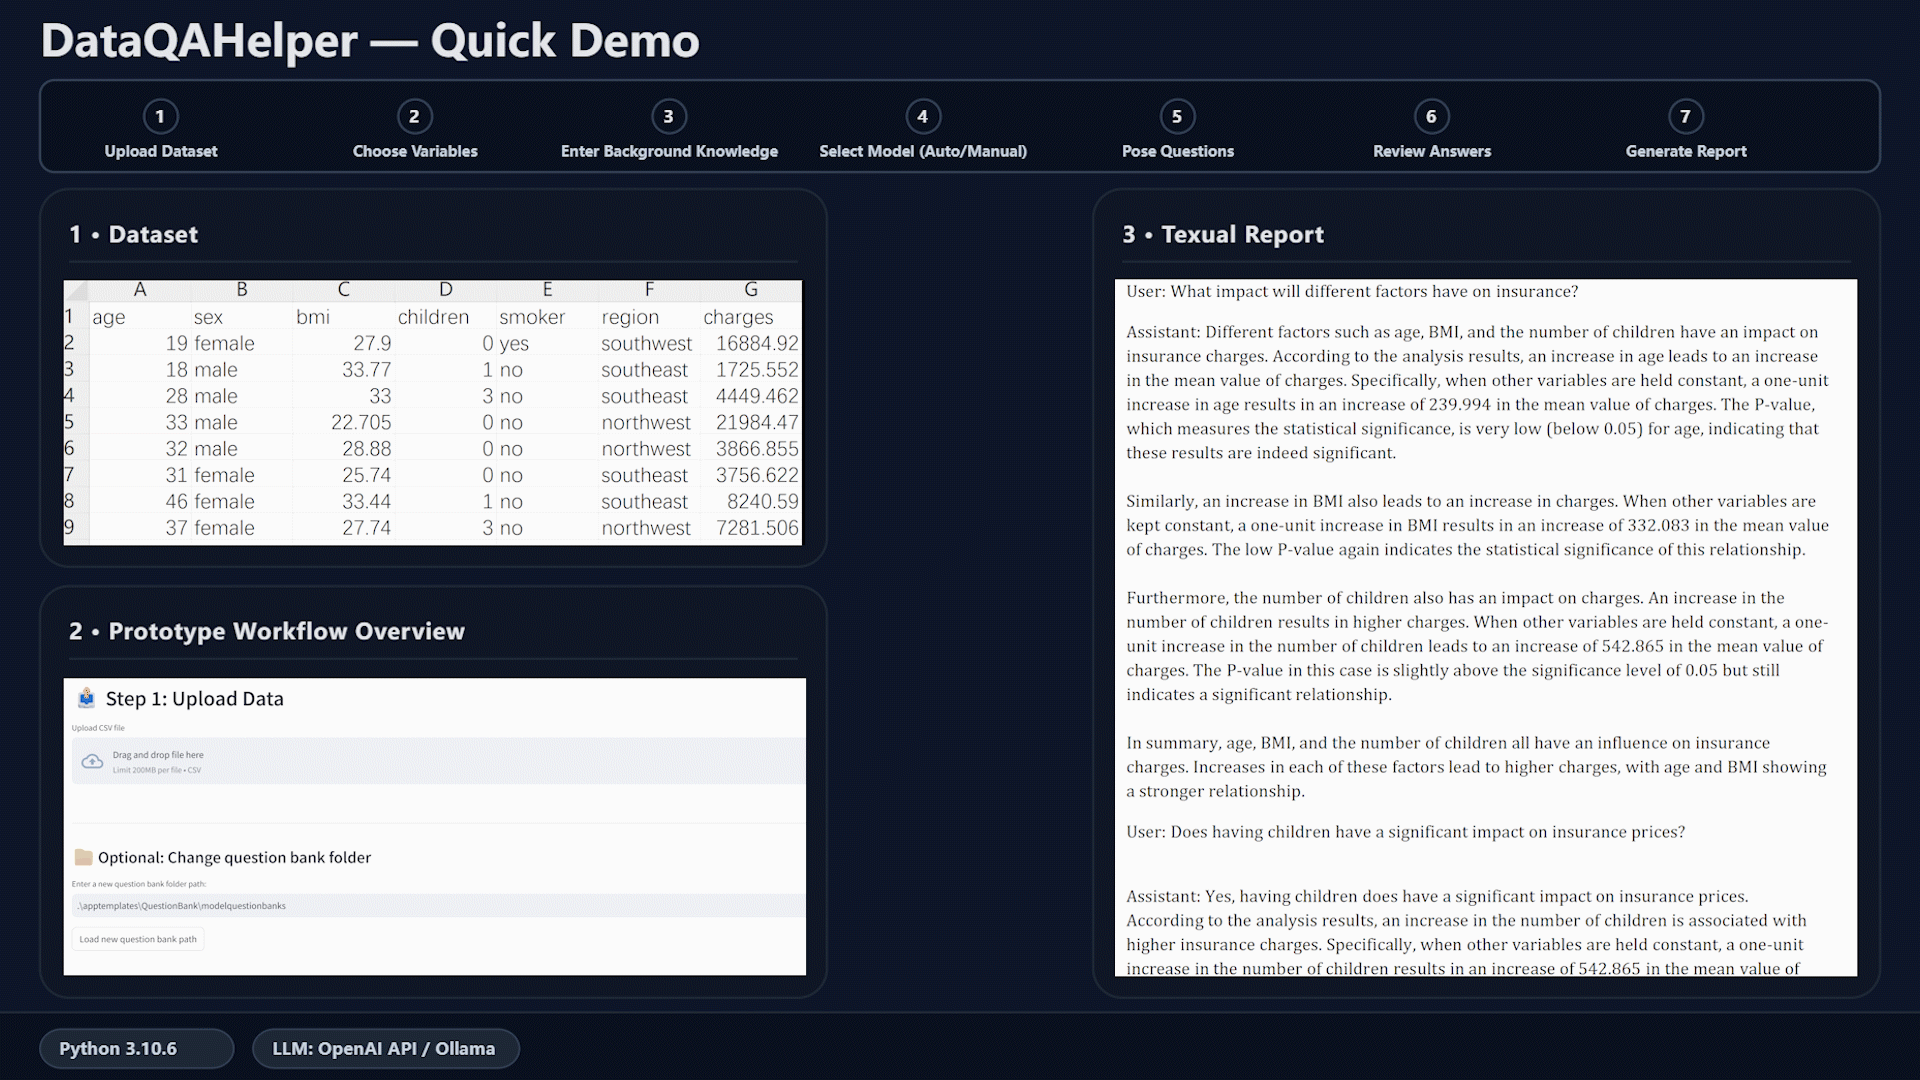 DataQAHelper — Quick Demo
1
Upload Dataset
2
Choose Variables
3
Enter Background Knowledge
4
Select Model (Auto/Manual)
5
Pose Questions
6
Review Answers
7
Generate Report
1 • Dataset
A B C D E F G
1 age sex bmi children smoker region charges
2 19 female 27.9 0 yes southwest 16884.92
3 18 male 33.77 1 no southeast 1725.552
4 28 male 33 3 no southeast 4449.462
5 33 male 22.705 0 no northwest 21984.47
6 32 male 28.88 0 no northwest 3866.855
7 31 female 25.74 0 no southeast 3756.622
8 46 female 33.44 1 no southeast 8240.59
9 37 female 27.74 3 no northwest 7281.506
2 • Prototype Workflow Overview
Step 1: Upload Data
Upload CSV file
Drag and drop file here
Limit 200MB per file • CSV
Optional: Change question bank folder
Enter a new question bank folder path:
.\apptemplates\QuestionBank\modelquestionbanks
Load new question bank path
3 • Texual Report
User: What impact will different factors have on insurance?
Assistant: Different factors such as age, BMI, and the number of children have an impact on
insurance charges. According to the analysis results, an increase in age leads to an increase
in the mean value of charges. Specifically, when other variables are held constant, a one-unit
increase in age results in an increase of 239.994 in the mean value of charges. The P-value,
which measures the statistical significance, is very low (below 0.05) for age, indicating that
these results are indeed significant.
Similarly, an increase in BMI also leads to an increase in charges. When other variables are
kept constant, a one-unit increase in BMI results in an increase of 332.083 in the mean value
of charges. The low P-value again indicates the statistical significance of this relationship.
Furthermore, the number of children also has an impact on charges. An increase in the
number of children results in higher charges. When other variables are held constant, a one-
unit increase in the number of children leads to an increase of 542.865 in the mean value of
charges. The P-value in this case is slightly above the significance level of 0.05 but still
indicates a significant relationship.
In summary, age, BMI, and the number of children all have an influence on insurance
charges. Increases in each of these factors lead to higher charges, with age and BMI showing
a stronger relationship.
User: Does having children have a significant impact on insurance prices?
Assistant: Yes, having children does have a significant impact on insurance prices.
According to the analysis results, an increase in the number of children is associated with
higher insurance charges. Specifically, when other variables are held constant, a one-unit
increase in the number of children results in an increase of 542.865 in the mean value of
Python 3.10.6
LLM: OpenAI API / Ollama